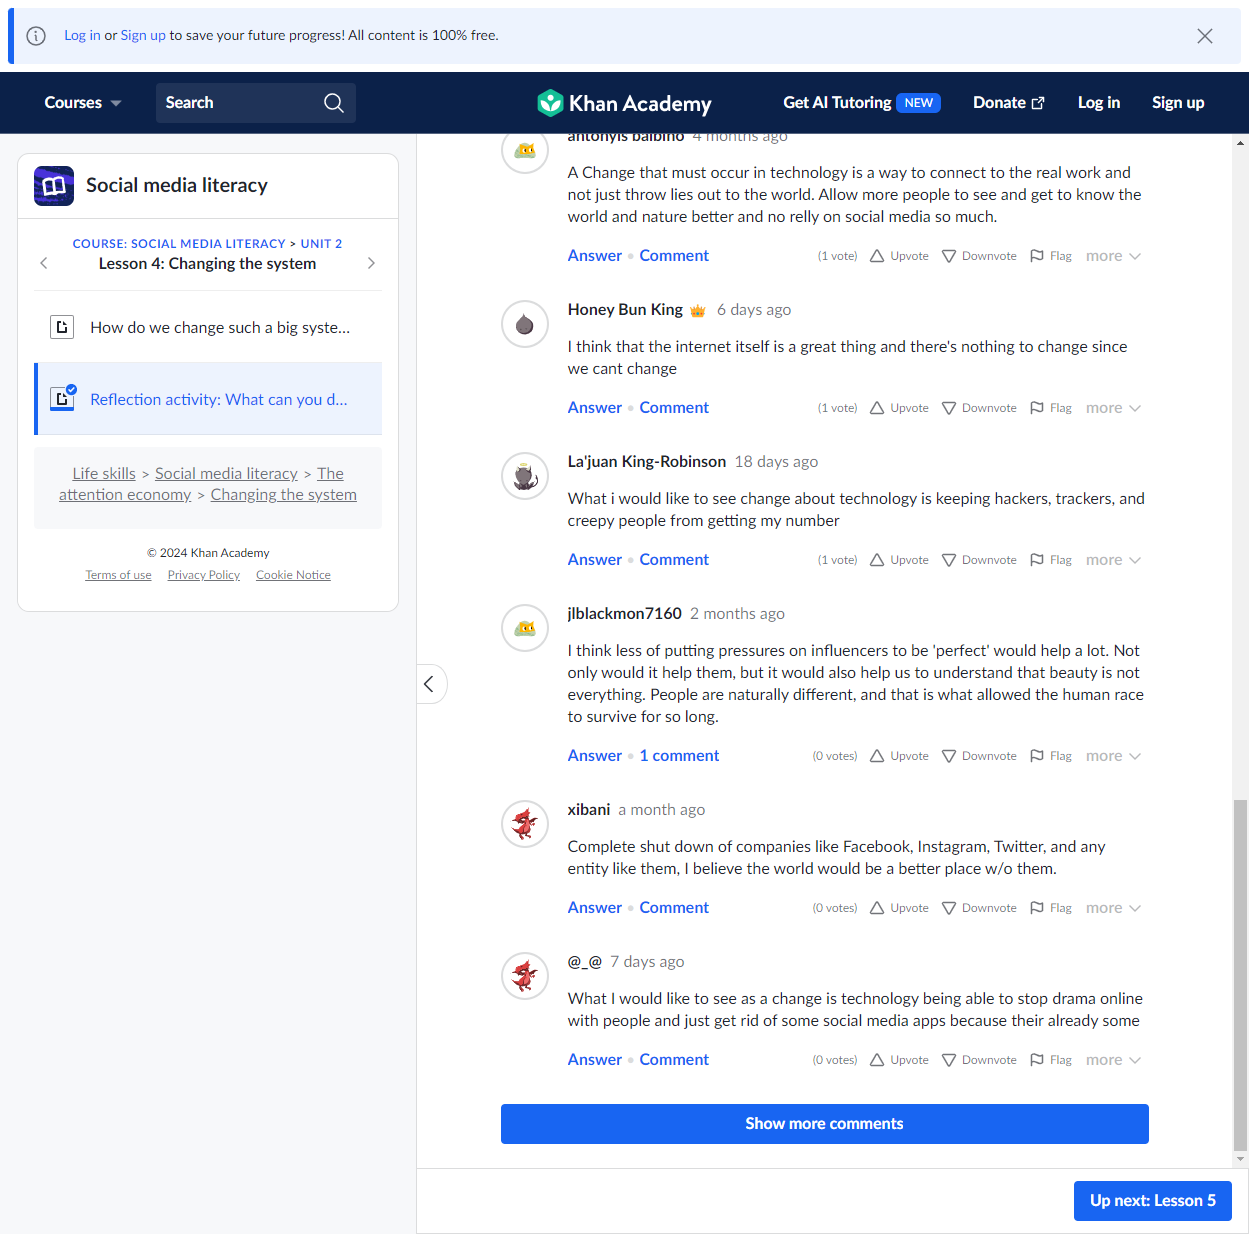 Log in or Sign up to save your future progress! All content is 100% free.
Courses
Search
Khan Academy
Get AI Tutoring NEW
Donate
Log in
Sign up
Social media literacy
COURSE: SOCIAL MEDIA LITERACY > UNIT 2
Lesson 4: Changing the system
How do we change such a big syste...
Reflection activity: What can you d...
Life skills > Social media literacy > The
attention economy > Changing the system
© 2024 Khan Academy
Terms of use Privacy Policy Cookie Notice
antonyis balbino 4 months ago
A Change that must occur in technology is a way to connect to the real work and
not just throw lies out to the world. Allow more people to see and get to know the
world and nature better and no rely on social media so much.
Answer • Comment (1 vote) Upvote Downvote Flag more
Honey Bun King 6 days ago
I think that the internet itself is a great thing and there's nothing to change since
we cant change
Answer • Comment (1 vote) Upvote Downvote Flag more
La'juan King-Robinson 18 days ago
What i would like to see change about technology is keeping hackers, trackers, and
creepy people from getting my number
Answer • Comment (1 vote) Upvote Downvote Flag more
jlblackmon7160 2 months ago
I think less of putting pressures on influencers to be 'perfect' would help a lot. Not
only would it help them, but it would also help us to understand that beauty is not
everything. People are naturally different, and that is what allowed the human race
to survive for so long.
Answer • 1 comment (0 votes) Upvote Downvote Flag more
xibani a month ago
Complete shut down of companies like Facebook, Instagram, Twitter, and any
entity like them, I believe the world would be a better place w/o them.
Answer • Comment (0 votes) Upvote Downvote Flag more
@_@ 7 days ago
What I would like to see as a change is technology being able to stop drama online
with people and just get rid of some social media apps because their already some
Answer • Comment (0 votes) Upvote Downvote Flag more
Show more comments
Up next: Lesson 5